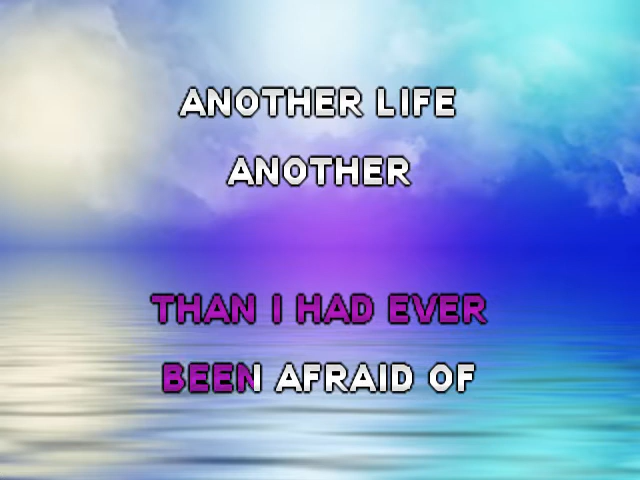 ANOTHER LIFE
ANOTHER
THAN I HAD EVER
BEEN AFRAID OF